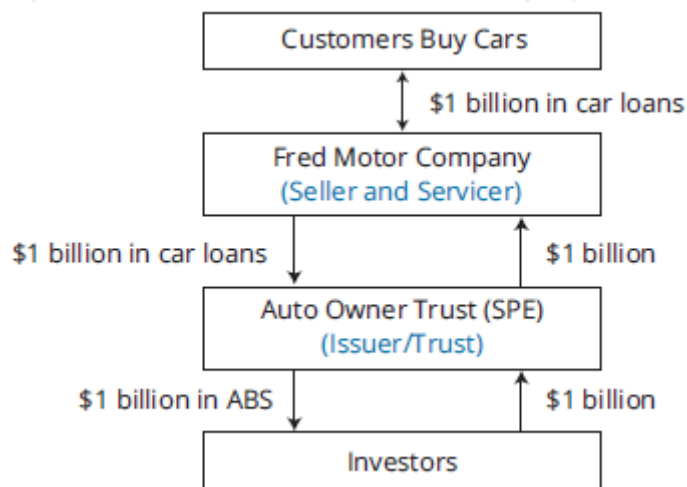 Customers Buy Cars
$1 billion in car loans
Fred Motor Company
(Seller and Servicer)
$1 billion in car loans
$1 billion
Auto Owner Trust (SPE)
(Issuer/Trust)
$1 billion in ABS
$1 billion
Investors